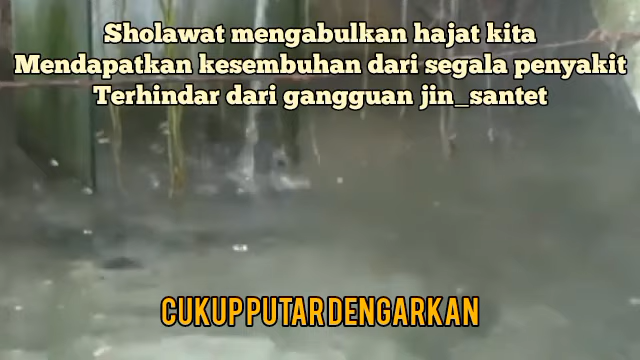 Sholawat mengabulkan hajat kita
Mendapatkan kesembuhan dari segala penyakit
Terhindar dari gangguan jin_santet
CUKUP PUTAR DENGARKAN